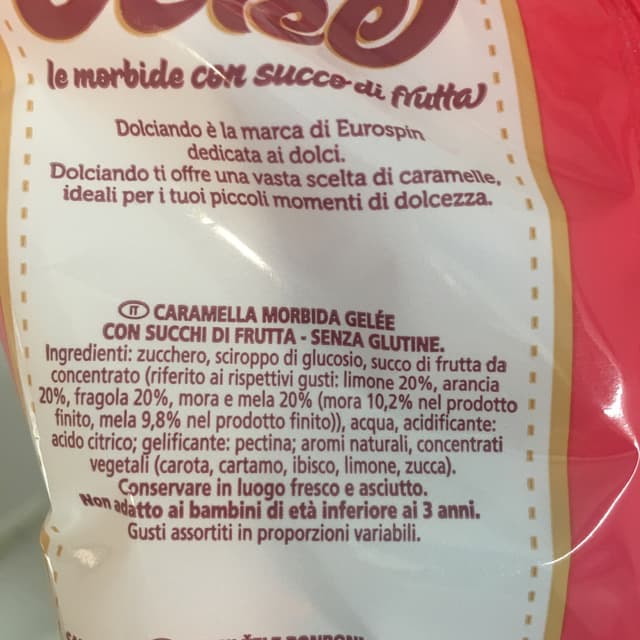 le morbide con succo di frutta
Dolciando è la marca di Eurospin
dedicata ai dolci.
Dolciando ti offre una vasta scelta di caramelle,
ideali per i tuoi piccoli momenti di dolcezza.
IT CARAMELLA MORBIDA GELÉE
CON SUCCHI DI FRUTTA - SENZA GLUTINE.
Ingredienti: zucchero, sciroppo di glucosio, succo di frutta da
concentrato (riferito ai rispettivi gusti: limone 20%, arancia
20%, fragola 20%, mora e mela 20% (mora 10,2% nel prodotto
finito, mela 9,8% nel prodotto finito)), acqua, acidificante:
acido citrico; gelificante: pectina; aromi naturali, concentrati
vegetali (carota, cartamo, ibisco, limone, zucca).
Conservare in luogo fresco e asciutto.
Non adatto ai bambini di età inferiore ai 3 anni.
Gusti assortiti in proporzioni variabili.